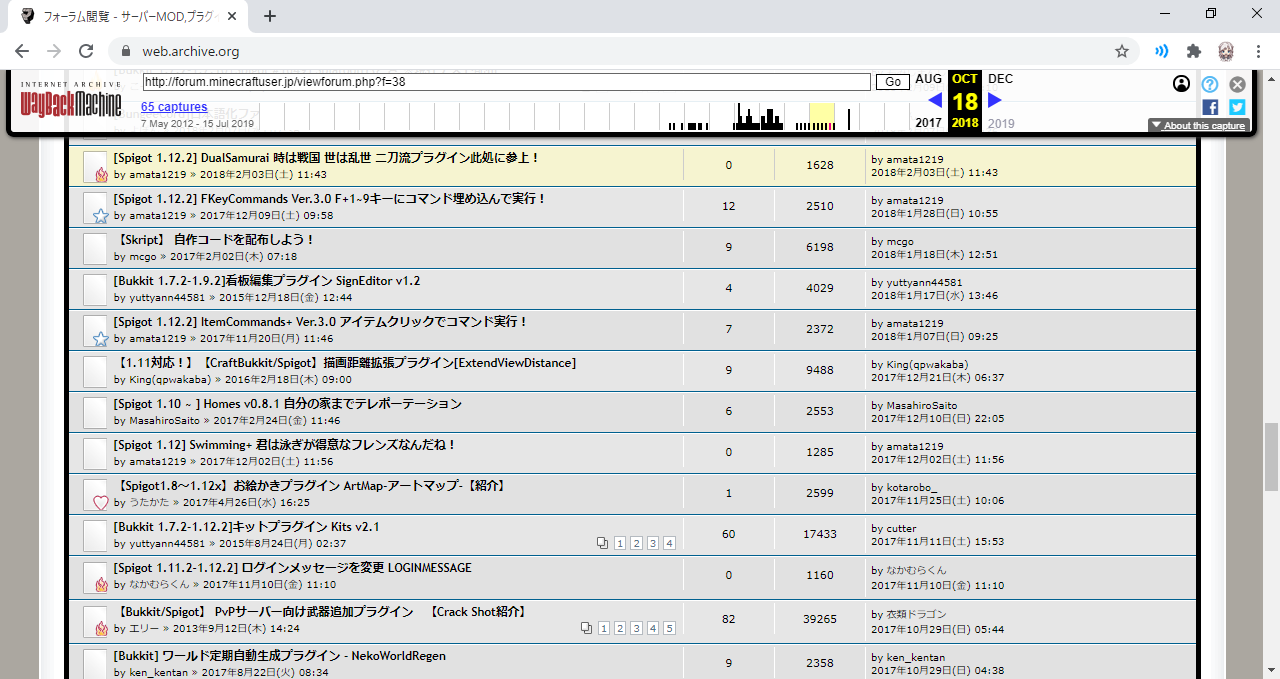 フォーラム閲覧 - サーバーMOD,プラグ
web.archive.org
INTERNET ARCHIVE
WayBackMachine
http://forum.minecraftuser.jp/viewforum.php?f=38
Go
AUG OCT DEC
65 captures
18
7 May 2012 - 15 Jul 2019
2017 2018 2019
About this capture
[Spigot 1.12.2] DualSamurai 時は戦国 世は乱世 二刀流プラグイン此処に参上！
by amata1219 » 2018年2月03日(土) 11:43
0
1628
by amata1219
2018年2月03日(土) 11:43
[Spigot 1.12.2] FKeyCommands Ver.3.0 F+1~9キーにコマンド埋め込んで実行！
by amata1219 » 2017年12月09日(土) 09:58
12
2510
by amata1219
2018年1月28日(日) 10:55
【Skript】 自作コードを配布しよう！
by mcgo » 2017年2月02日(木) 07:18
9
6198
by mcgo
2018年1月18日(木) 12:51
[Bukkit 1.7.2-1.9.2]看板編集プラグイン SignEditor v1.2
by yuttyann44581 » 2015年12月18日(金) 12:44
4
4029
by yuttyann44581
2018年1月17日(水) 13:46
[Spigot 1.12.2] ItemCommands+ Ver.3.0 アイテムクリックでコマンド実行！
by amata1219 » 2017年11月20日(月) 11:46
7
2372
by amata1219
2018年1月07日(日) 09:25
【1.11対応！】【CraftBukkit/Spigot】描画距離拡張プラグイン[ExtendViewDistance]
by King(qpwakaba) » 2016年2月18日(木) 09:00
9
9488
by King(qpwakaba)
2017年12月21日(木) 06:37
[Spigot 1.10 ~ ] Homes v0.8.1 自分の家までテレポーテーション
by MasahiroSaito » 2017年2月24日(金) 11:46
6
2553
by MasahiroSaito
2017年12月10日(日) 22:05
[Spigot 1.12] Swimming+ 君は泳ぎが得意なフレンズなんだね！
by amata1219 » 2017年12月02日(土) 11:56
0
1285
by amata1219
2017年12月02日(土) 11:56
【Spigot1.8～1.12x】お絵かきプラグイン ArtMap-アートマップ-【紹介】
by うたかた » 2017年4月26日(水) 16:25
1
2599
by kotarobo_
2017年11月25日(土) 10:06
[Bukkit 1.7.2-1.12.2]キットプラグイン Kits v2.1
by yuttyann44581 » 2015年8月24日(月) 02:37
1 2 3 4
60
17433
by cutter
2017年11月11日(土) 15:53
[Spigot 1.11.2-1.12.2] ログインメッセージを変更 LOGINMESSAGE
by なかむらくん » 2017年11月10日(金) 11:10
0
1160
by なかむらくん
2017年11月10日(金) 11:10
【Bukkit/Spigot】 PvPサーバー向け武器追加プラグイン　【Crack Shot紹介】
by エリー » 2013年9月12日(木) 14:24
1 2 3 4 5
82
39265
by 衣類ドラゴン
2017年10月29日(日) 05:44
[Bukkit] ワールド定期自動生成プラグイン - NekoWorldRegen
by ken_kentan » 2017年8月22日(火) 08:34
9
2358
by ken_kentan
2017年10月29日(日) 04:38